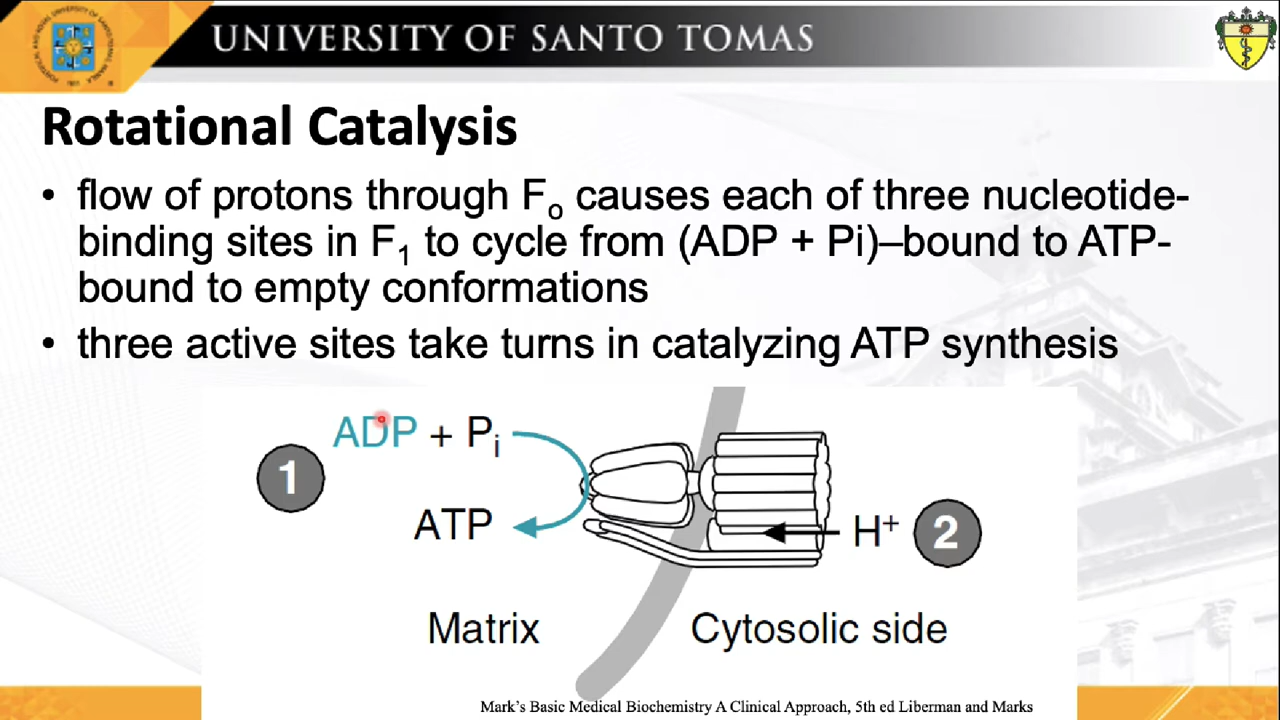 UNIVERSITY OF SANTO TOMAS
Rotational Catalysis
• flow of protons through Fo causes each of three nucleotide-
binding sites in F1 to cycle from (ADP + Pi)–bound to ATP-
bound to empty conformations
• three active sites take turns in catalyzing ATP synthesis
ADP + Pi
1
ATP
H+ 2
Matrix
Cytosolic side
Mark's Basic Medical Biochemistry A Clinical Approach, 5th ed Liberman and Marks